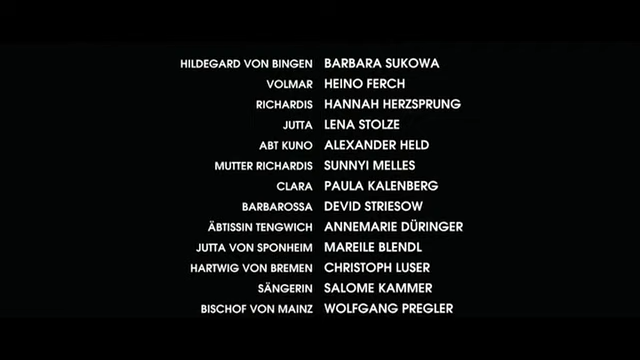 HILDEGARD VON BINGEN BARBARA SUKOWA
VOLMAR HEINO FERCH
RICHARDIS HANNAH HERZSPRUNG
JUTTA LENA STOLZE
ABT KUNO ALEXANDER HELD
MUTTER RICHARDIS SUNNYI MELLES
CLARA PAULA KALENBERG
BARBAROSSA DEVID STRIESOW
ÄBTISSIN TENGWICH ANNEMARIE DÜRINGER
JUTTA VON SPONHEIM MAREILE BLENDL
HARTWIG VON BREMEN CHRISTOPH LUSER
SÄNGERIN SALOME KAMMER
BISCHOF VON MAINZ WOLFGANG PREGLER